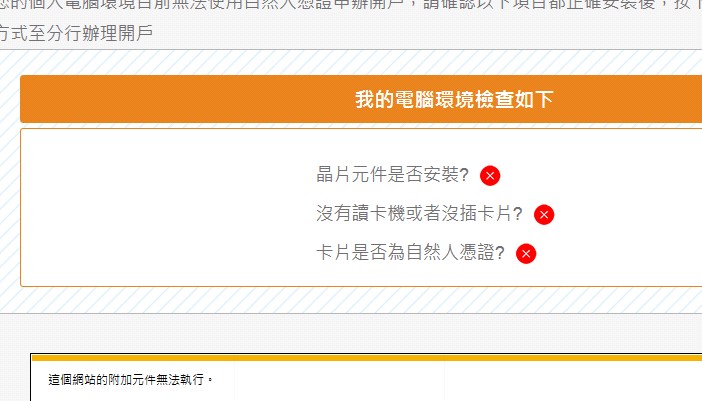 您的個人電腦環境目前無法使用自然人憑證申辦開戶，請確認以下項目都正確安裝後，按下
方式至分行辦理開戶
我的電腦環境檢查如下
晶片元件是否安裝?
沒有讀卡機或者沒插卡片?
卡片是否為自然人憑證?
這個網站的附加元件無法執行。